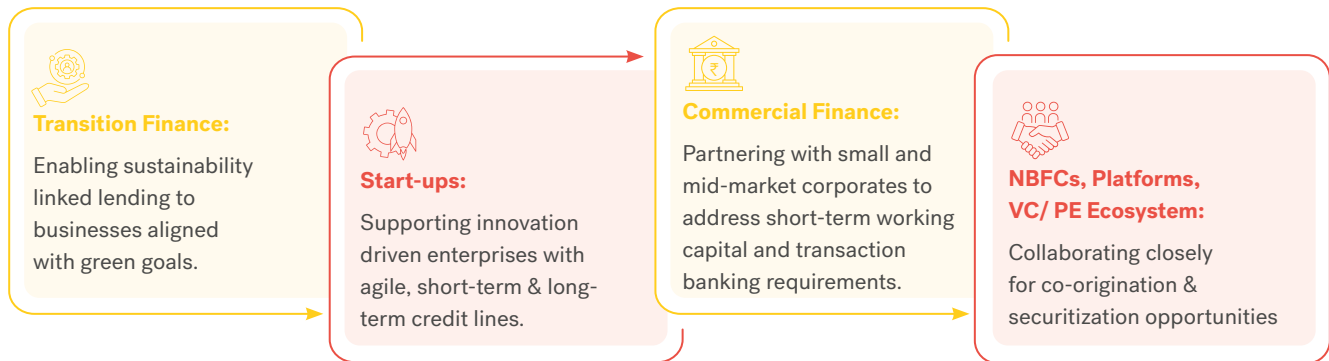 Transition Finance:
Enabling sustainability
linked lending to
businesses aligned
with green goals.
Start-ups:
Supporting innovation
driven enterprises with
agile, short-term & long-
term credit lines.
₹
Commercial Finance:
Partnering with small and
mid-market corporates to
address short-term working
capital and transaction
banking requirements.
NBFCs, Platforms,
VC/ PE Ecosystem:
Collaborating closely
for co-origination &
securitization opportunities